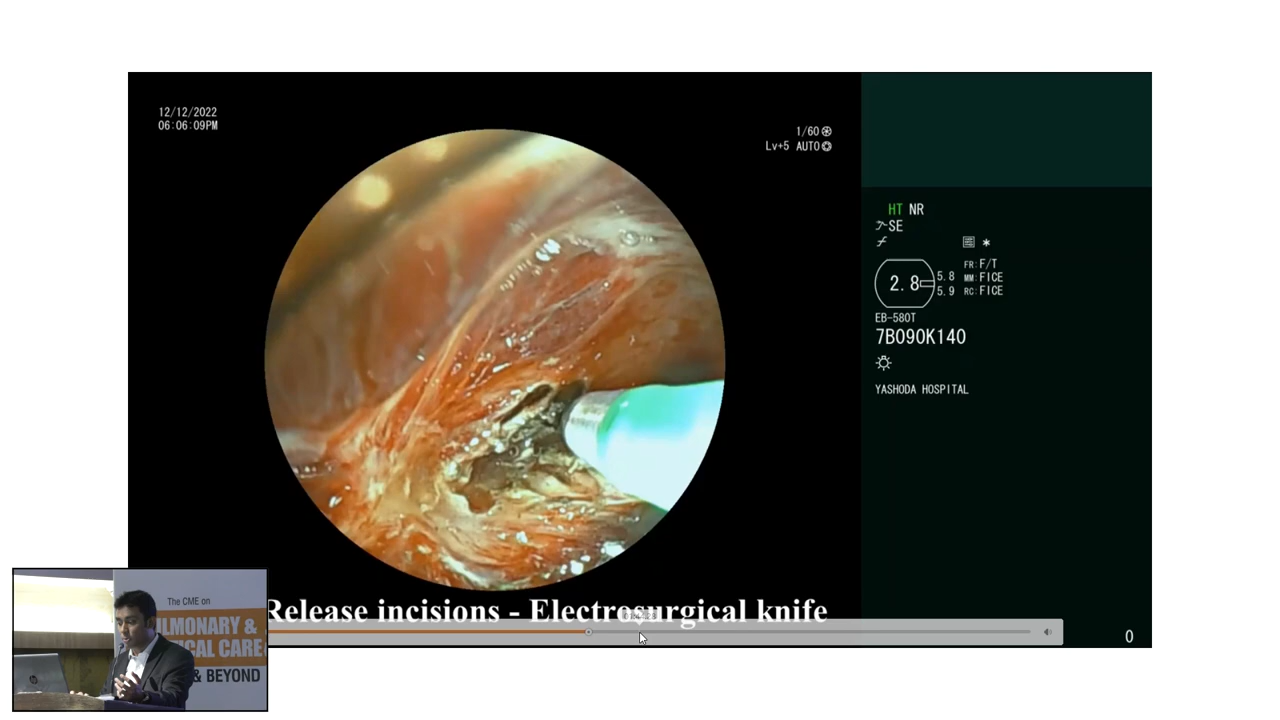 12/12/2022
06:06:09PM
1/60
Lv+5 AUTO
HT NR
SE
2.8
5.8
5.9
FR:F/T
MM:FICE
RC:FICE
EB-580T
7B090K140
YASHODA HOSPITAL
Release incisions - Electrosurgical knife
0
The CME on
ULMONARY &
ICAL CARE
& BEYOND
hp